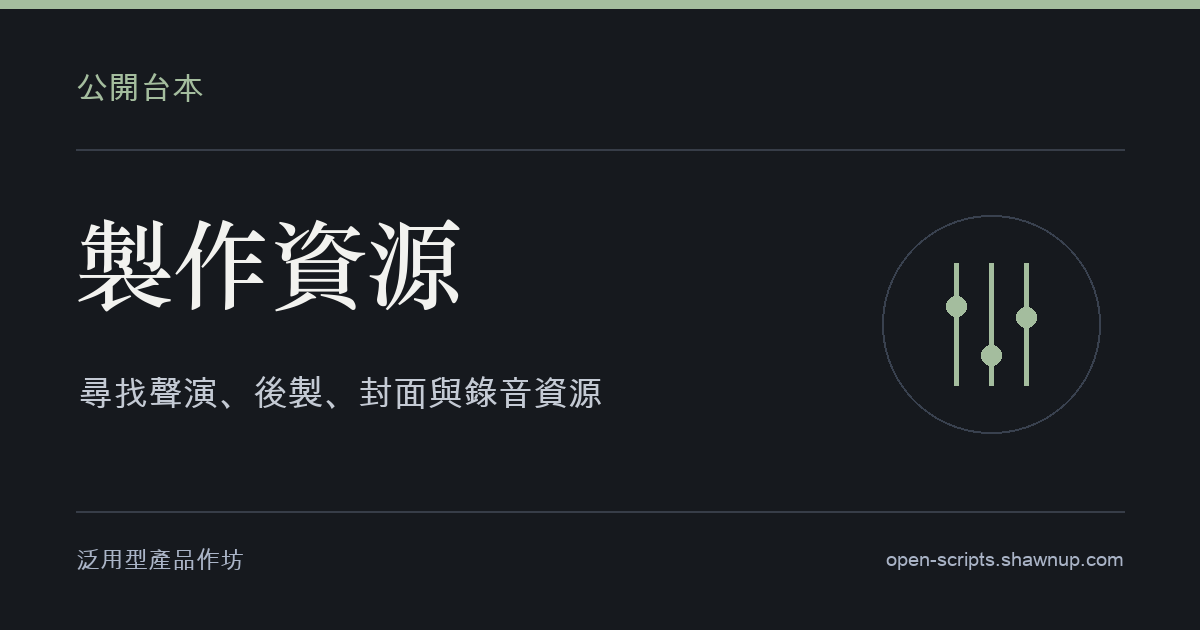 公開台本
製作資源
尋找聲演、後製、封面與錄音資源
泛用型產品作坊
open-scripts.shawnup.com